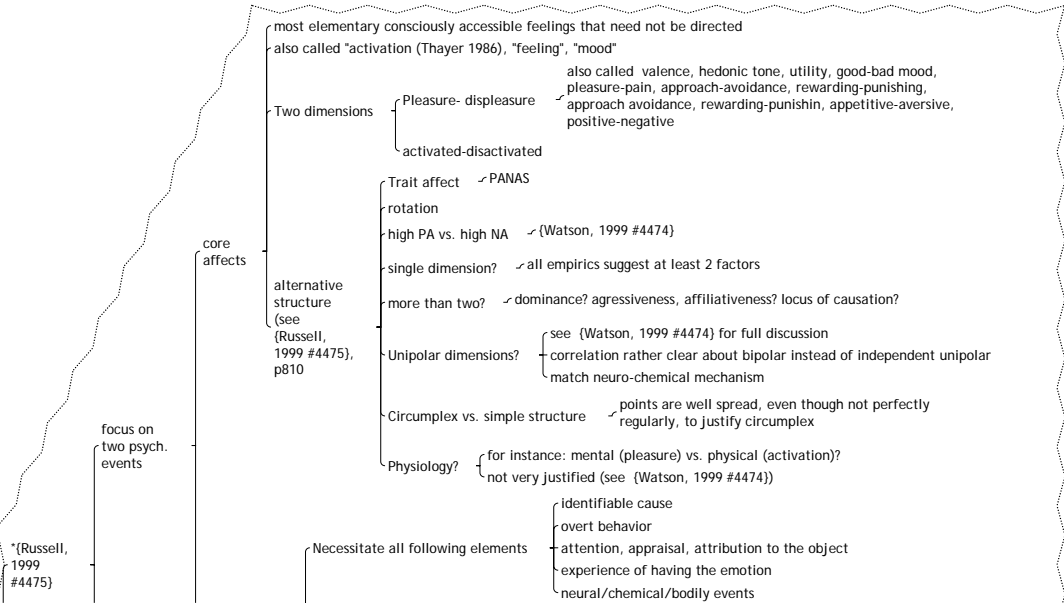 most elementary consciously accessible feelings that need not be directed
also called "activation (Thayer 1986), "feeling", "mood"
Two dimensions
Pleasure- displeasure
also called  valence, hedonic tone, utility, good-bad mood,
pleasure-pain, approach-avoidance, rewarding-punishing,
approach avoidance, rewarding-punishin, appetitive-aversive,
positive-negative
activated-disactivated
core
affects
alternative
structure
(see
{Russell,
1999 #4475},
p810
Trait affect
PANAS
rotation
high PA vs. high NA
{Watson, 1999 #4474}
single dimension?
all empirics suggest at least 2 factors
more than two?
dominance? agressiveness, affiliativeness? locus of causation?
Unipolar dimensions?
see  {Watson, 1999 #4474} for full discussion
correlation rather clear about bipolar instead of independent unipolar
match neuro-chemical mechanism
Circumplex vs. simple structure
points are well spread, even though not perfectly
regularly, to justify circumplex
Physiology?
for instance: mental (pleasure) vs. physical (activation)?
not very justified (see  {Watson, 1999 #4474})
focus on
two psych.
events
*{Russell,
1999
#4475}
Necessitate all following elements
identifiable cause
overt behavior
attention, appraisal, attribution to the object
experience of having the emotion
neural/chemical/bodily events